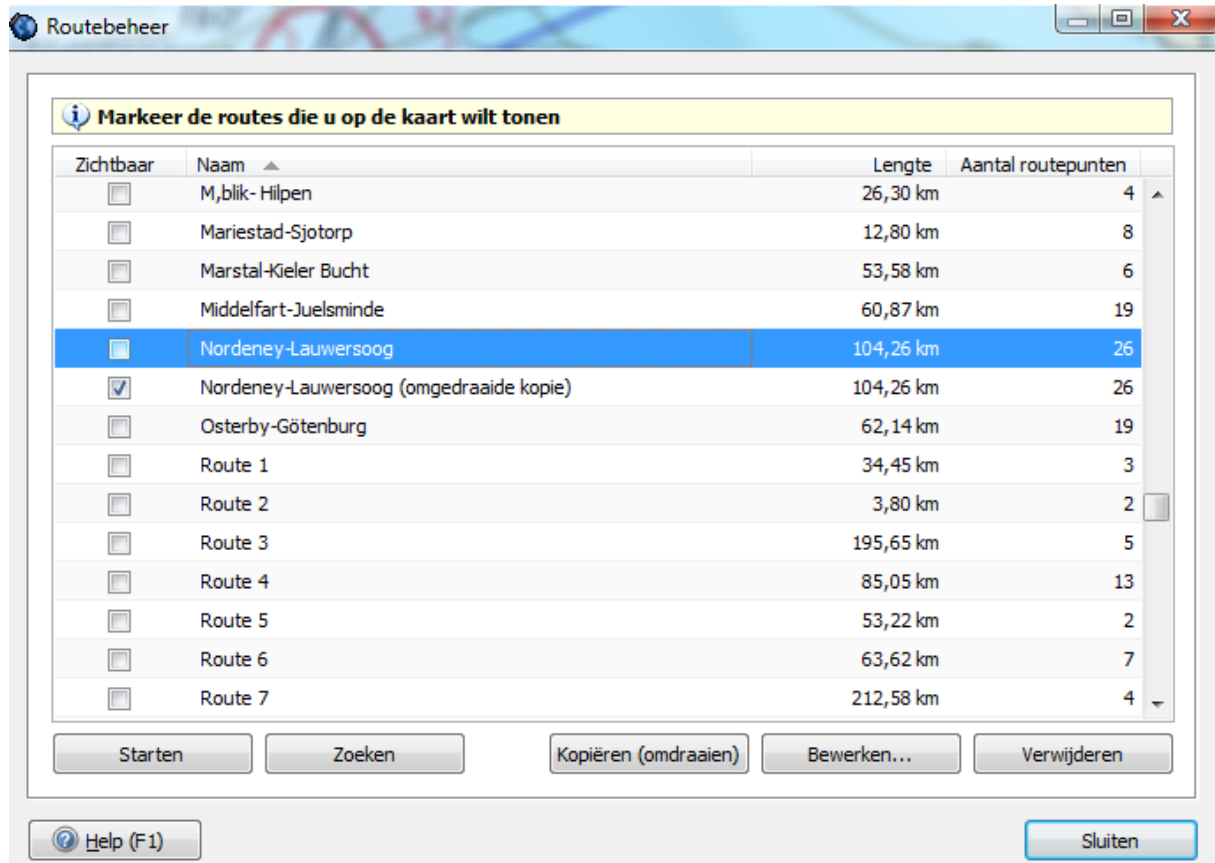 Routebeheer
Markeer de routes die u op de kaart wilt tonen
Zichtbaar Naam Lengte Aantal routepunten
M,blik- Hilpen 26,30 km 4
Mariestad-Sjotorp 12,80 km 8
Marstal-Kieler Bucht 53,58 km 6
Middelfart-Juelsminde 60,87 km 19
Nordeney-Lauwersoog 104,26 km 26
Nordeney-Lauwersoog (omgedraaide kopie) 104,26 km 26
Osterby-Götenburg 62,14 km 19
Route 1 34,45 km 3
Route 2 3,80 km 2
Route 3 195,65 km 5
Route 4 85,05 km 13
Route 5 53,22 km 2
Route 6 63,62 km 7
Route 7 212,58 km 4
Starten Zoeken Kopiëren (omdraaien) Bewerken... Verwijderen
Help (F1) Sluiten